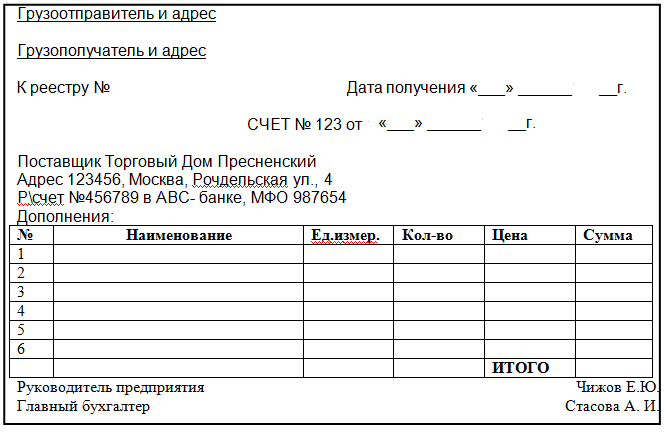 Грузоотправитель и адрес
Грузополучатель и адрес
К реестру № Дата получения «___» ______ __г.
СЧЕТ № 123 от «___» ______ __г.
Поставщик Торговый Дом Пресненский
Адрес 123456, Москва, Рочдельская ул., 4
Р\счет №456789 в АВС- банке, МФО 987654
Дополнения:
№ Наименование Ед.измер. Кол-во Цена Сумма
1
2
3
4
5
6
ИТОГО
Руководитель предприятия Чижов Е.Ю.
Главный бухгалтер Стасова А. И.